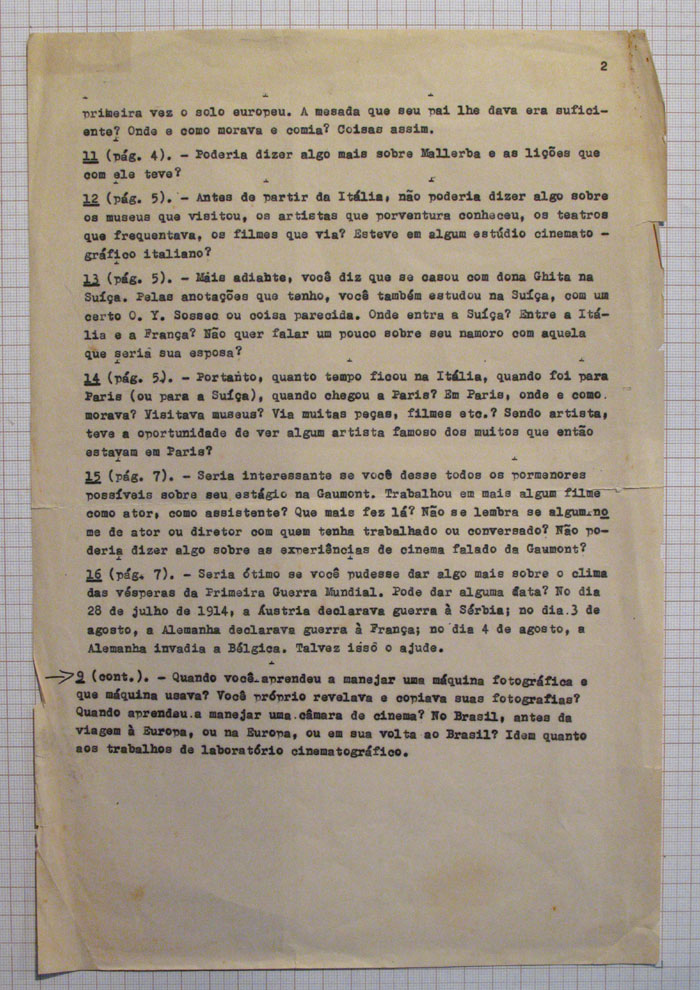 2
primeira vez o solo europeu. A mesada que seu pai lhe dava era sufici-
ente? Onde e como morava e comia? Coisas assim.
11 (pág. 4). - Poderia dizer algo mais sobre Mallerba e as lições que
com ele teve?
12 (pág. 5). - Antes de partir da Itália, não poderia dizer algo sobre
os museus que visitou, os artistas que porventura conheceu, os teatros
que frequentava, os filmes que via? Esteve em algum estúdio cinemato -
gráfico italiano?
13 (pág. 5). - Mais adiahte, você diz que se casou com dona Ghita na
Suíça. Pelas anotações que tenho, você também estudou na Suíça, com um
certo O. Y. Sossec ou coisa parecida. Onde entra a Suíça? Entre a Itá-
lia e a França? Não quer falar um pouco sobre seu namoro com aquela
que seria sua esposa?
14 (pág. 5). - Portanto, quanto tempo ficou na Itália, quando foi para
Paris (ou para a Suíça), quando chegou a Paris? Em Paris, onde e como
morava? Visitava museus? Via muitas peças, filmes etc.? Sendo artista,
teve a oportunidade de ver algum artista famoso dos muitos que então
estavam em Paris?
15 (pág. 7). - Seria interessante se você desse todos os pormenores
possíveis sobre seu estágio na Gaumont. Trabalhou em mais algum filme
como ator, como assistente? Que mais fez lá? Não se lembra se algum no
me de ator ou diretor com quem tenha trabalhado ou conversado? Não po-
deria dizer algo sobre as experiências de cinema falado da Gaumont?
16 (pág. 7). - Seria ótimo se você pudesse dar algo mais sobre o clima
das vésperas da Primeira Guerra Mundial. Pode dar alguma data? No dia
28 de julho de 1914, a Áustria declarava guerra à Sérbia; no dia 3 de
agosto, a Alemanha declarava guerra à França; no dia 4 de agosto, a
Alemanha invadia a Bélgica. Talvez isso o ajude.
9 (cont.). - Quando você aprendeu a manejar uma máquina fotográfica e
que máquina usava? Você próprio revelava e copiava suas fotografias?
Quando aprendeu a manejar uma câmara de cinema? No Brasil, antes da
viagem à Europa, ou na Europa, ou em sua volta ao Brasil? Idem quanto
aos trabalhos de laboratório cinematográfico.